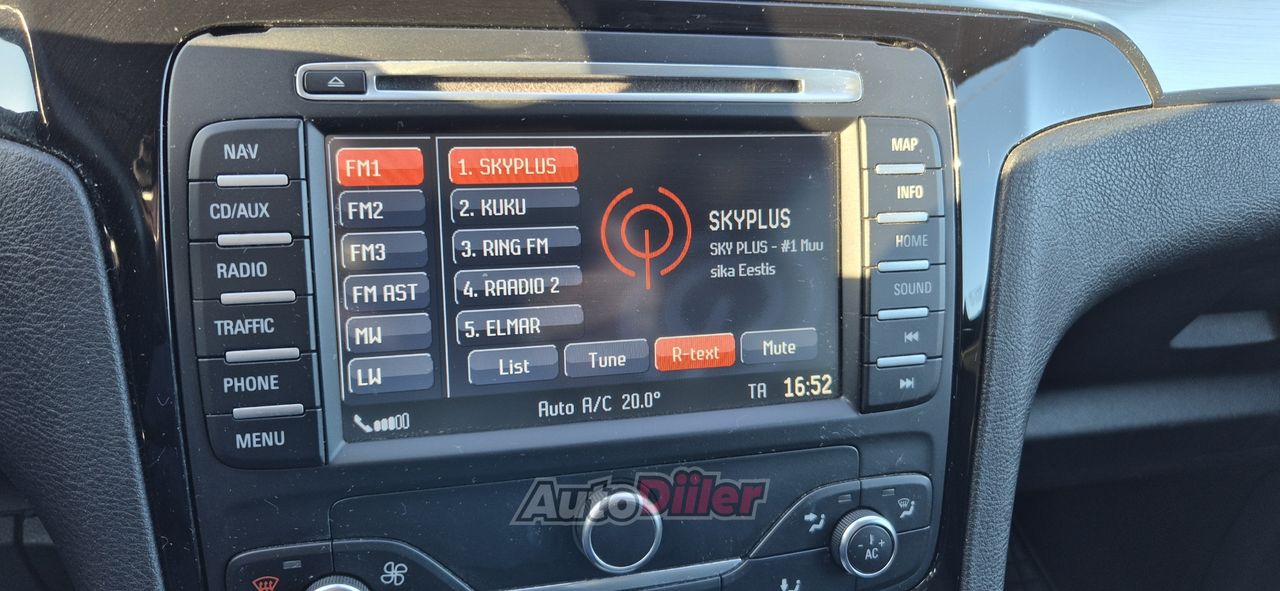 NAV
CD/AUX
RADIO
TRAFFIC
PHONE
MENU
FM1
FM2
FM3
FM AST
MW
LW
1. SKYPLUS
2. KUKU
3. RING FM
4. RAADIO 2
5. ELMAR
SKYPLUS
SKY PLUS - #1 Muu
sika Eestis
List
Tune
R-text
Mute
Auto A/C 20.0°
TA
16:52
MAP
INFO
HOME
SOUND
AutoDiiler
- +
AC